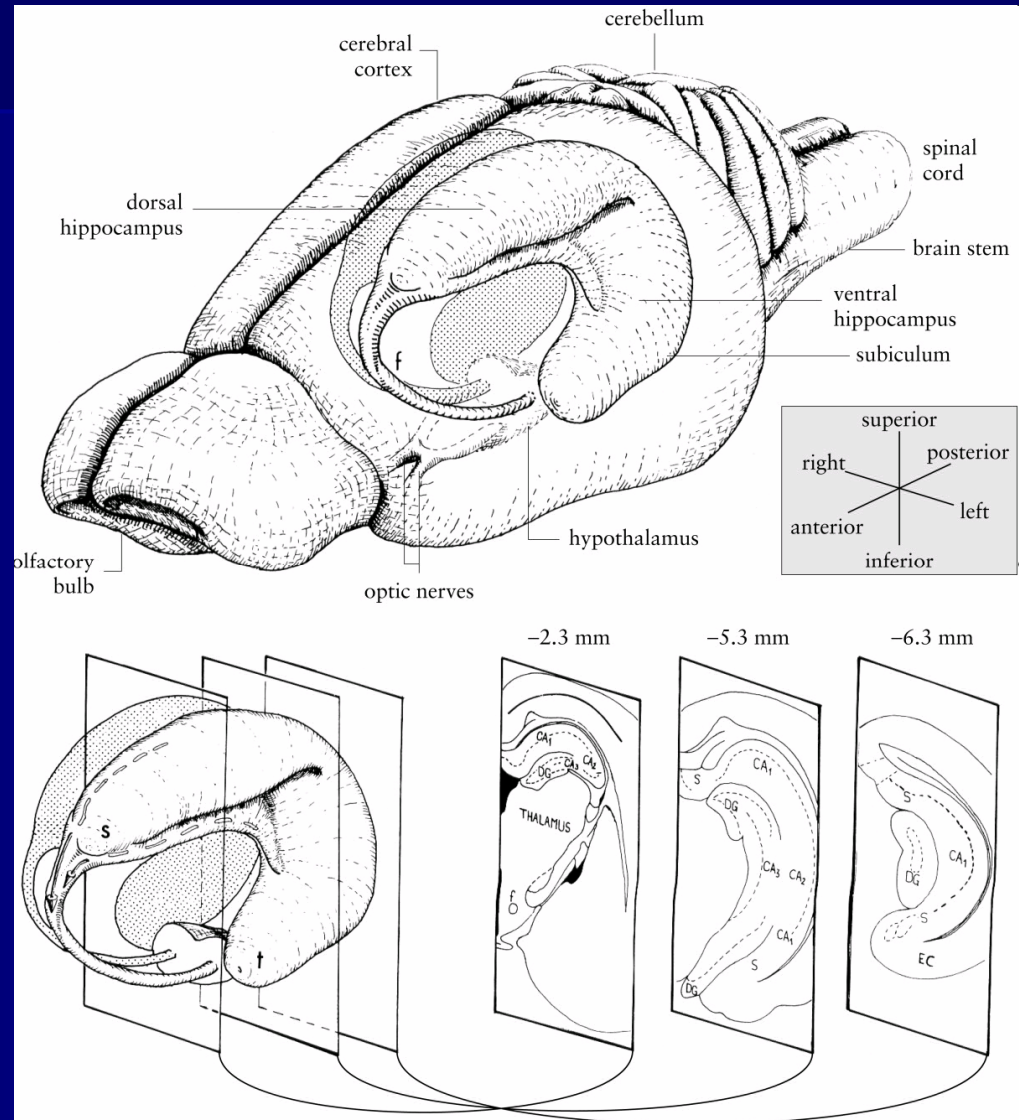 cerebellum
cerebral
cortex
spinal
cord
dorsal
hippocampus
brain stem
ventral
hippocampus
f
subiculum
superior
right
posterior
anterior
left
inferior
hypothalamus
olfactory
bulb
optic nerves
−2.3 mm
−5.3 mm
−6.3 mm
s
t
CA1
CA2
CA3
DG
THALAMUS
f
S
CA1
DG
CA3
CA2
CA1
S
DG
S
CA1
DG
S
EC